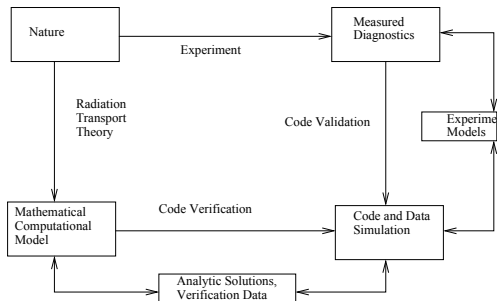 Nature
Measured
Diagnostics
Experiment
Radiation
Transport
Theory
Code Validation
Experime
Models
Mathematical
Computational
Model
Code Verification
Code and Data
Simulation
Analytic Solutions,
Verification Data